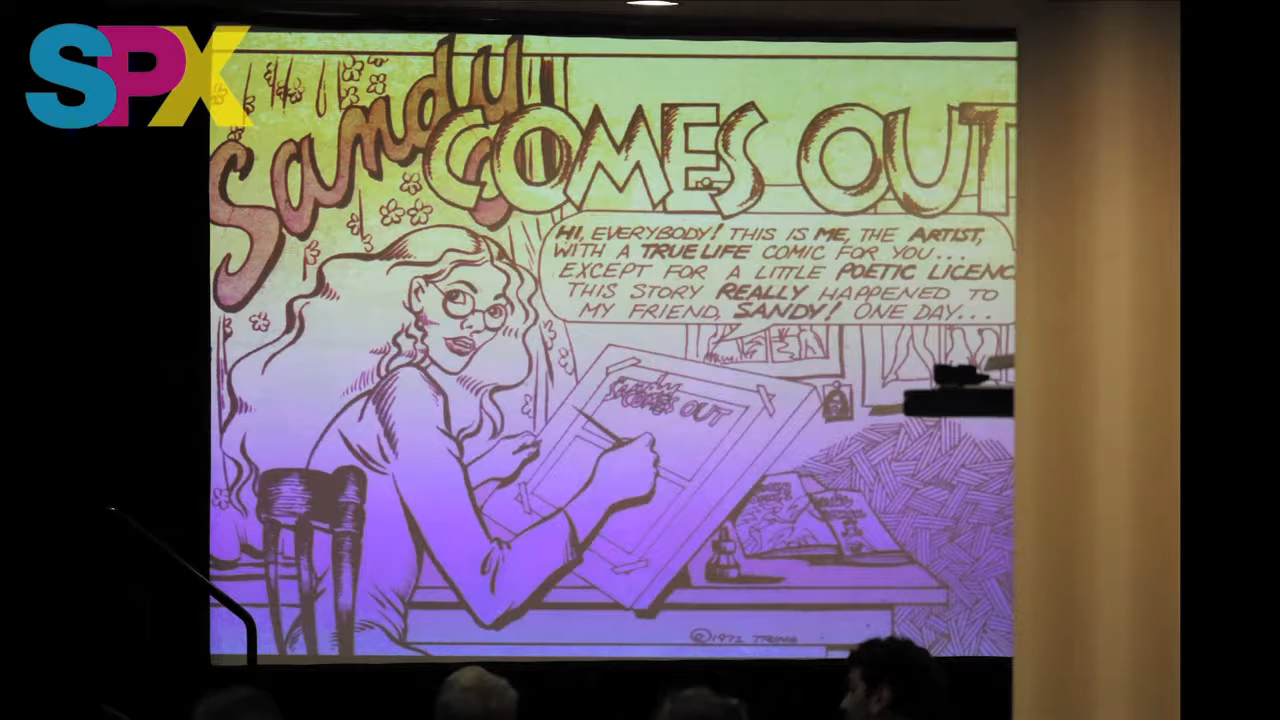 SPX
Sandy
COMES OUT
HI, EVERYBODY! THIS IS ME, THE ARTIST,
WITH A TRUE LIFE COMIC FOR YOU...
EXCEPT FOR A LITTLE POETIC LICENC
THIS STORY REALLY HAPPENED TO
MY FRIEND, SANDY! ONE DAY...
Sandy
COMES OUT
©1972 TRINA